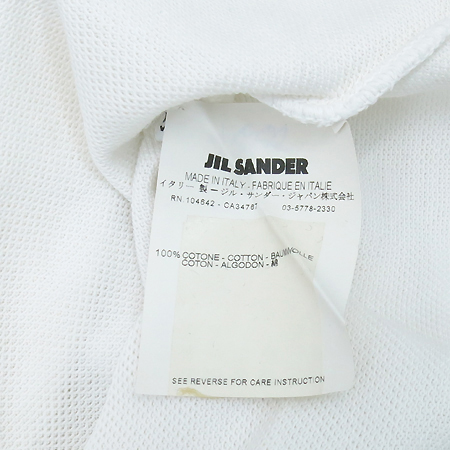 JIL SANDER
MADE IN ITALY - FABRIQUE EN ITALIE
イタリー 製 ージル・サンダー・ジャパン株式会社
RN 104642 - CA34787 03-5778-2330
100% COTONE - COTTON - BAUMWOLLE
COTON - ALGODON - 綿
SEE REVERSE FOR CARE INSTRUCTION